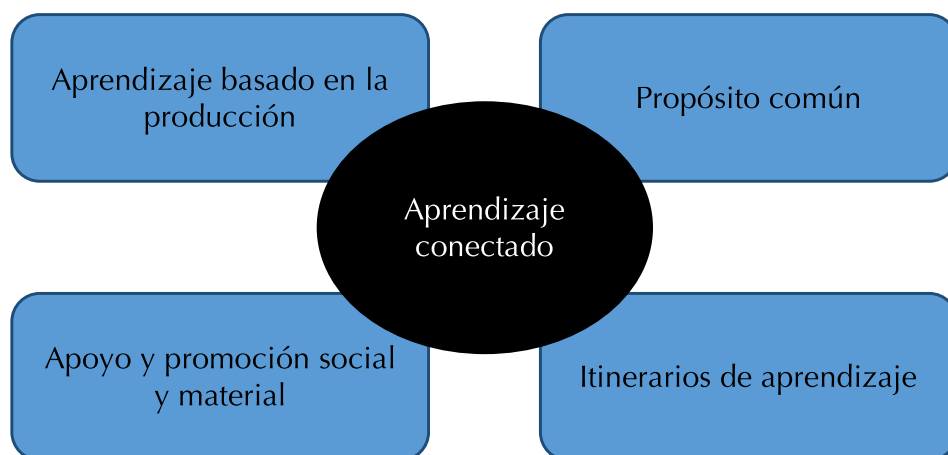 Aprendizaje basado en la
producción
Propósito común
Aprendizaje
conectado
Apoyo y promoción social
y material
Itinerarios de aprendizaje